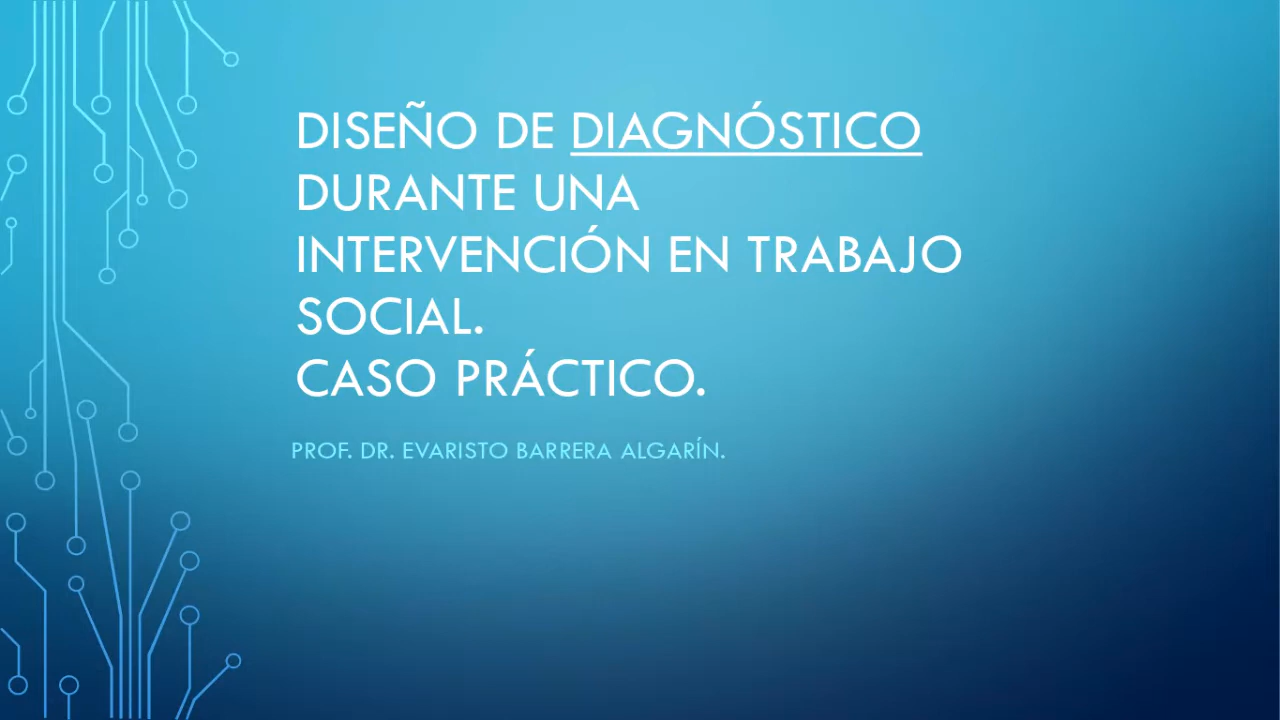 DISEÑO DE DIAGNÓSTICO
DURANTE UNA
INTERVENCIÓN EN TRABAJO
SOCIAL.
CASO PRÁCTICO.
PROF. DR. EVARISTO BARRERA ALGARÍN.